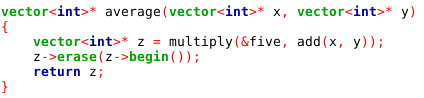 vector<int>* average(vector<int>* x, vector<int>* y)
{
    vector<int>* z = multiply(&five, add(x, y));
    z->erase(z->begin());
    return z;
}